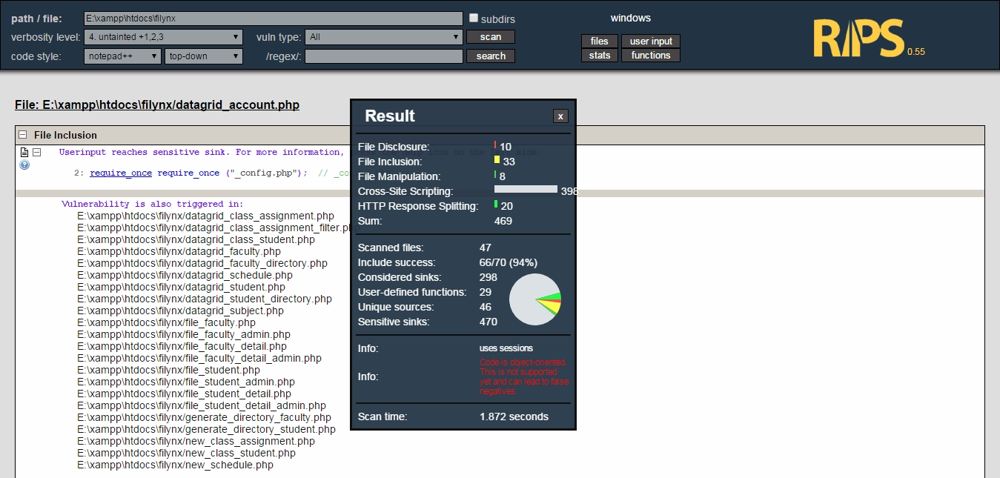 path / file: E:\xampp\htdocs\filynx subdirs
verbosity level: 4. untainted +1,2,3 vuln type: All scan
code style: notepad++ top-down /regex/: search
windows
files user input
stats functions
RIPS 0.55
File: E:\xampp\htdocs\filynx/datagrid_account.php
File Inclusion
Userinput reaches sensitive sink. For more information,
2: require_once require_once ("_config.php"); //
Vulnerability is also triggered in:
E:\xampp\htdocs\filynx/datagrid_class_assignment.php
E:\xampp\htdocs\filynx/datagrid_class_assignment_filter.php
E:\xampp\htdocs\filynx/datagrid_class_student.php
E:\xampp\htdocs\filynx/datagrid_faculty.php
E:\xampp\htdocs\filynx/datagrid_faculty_directory.php
E:\xampp\htdocs\filynx/datagrid_schedule.php
E:\xampp\htdocs\filynx/datagrid_student.php
E:\xampp\htdocs\filynx/datagrid_student_directory.php
E:\xampp\htdocs\filynx/datagrid_subject.php
E:\xampp\htdocs\filynx/file_faculty.php
E:\xampp\htdocs\filynx/file_faculty_admin.php
E:\xampp\htdocs\filynx/file_faculty_detail.php
E:\xampp\htdocs\filynx/file_faculty_detail_admin.php
E:\xampp\htdocs\filynx/file_student.php
E:\xampp\htdocs\filynx/file_student_admin.php
E:\xampp\htdocs\filynx/file_student_detail.php
E:\xampp\htdocs\filynx/file_student_detail_admin.php
E:\xampp\htdocs\filynx/generate_directory_faculty.php
E:\xampp\htdocs\filynx/generate_directory_student.php
E:\xampp\htdocs\filynx/new_class_assignment.php
E:\xampp\htdocs\filynx/new_class_student.php
E:\xampp\htdocs\filynx/new_schedule.php
Result x
File Disclosure: 10
File Inclusion: 33
File Manipulation: 8
Cross-Site Scripting: 398
HTTP Response Splitting: 20
Sum: 469
Scanned files: 47
Include success: 66/70 (94%)
Considered sinks: 298
User-defined functions: 29
Unique sources: 46
Sensitive sinks: 470
Info: uses sessions
Info: Code is object-oriented.
This is not supported
yet and can lead to false
negatives.
Scan time: 1.872 seconds